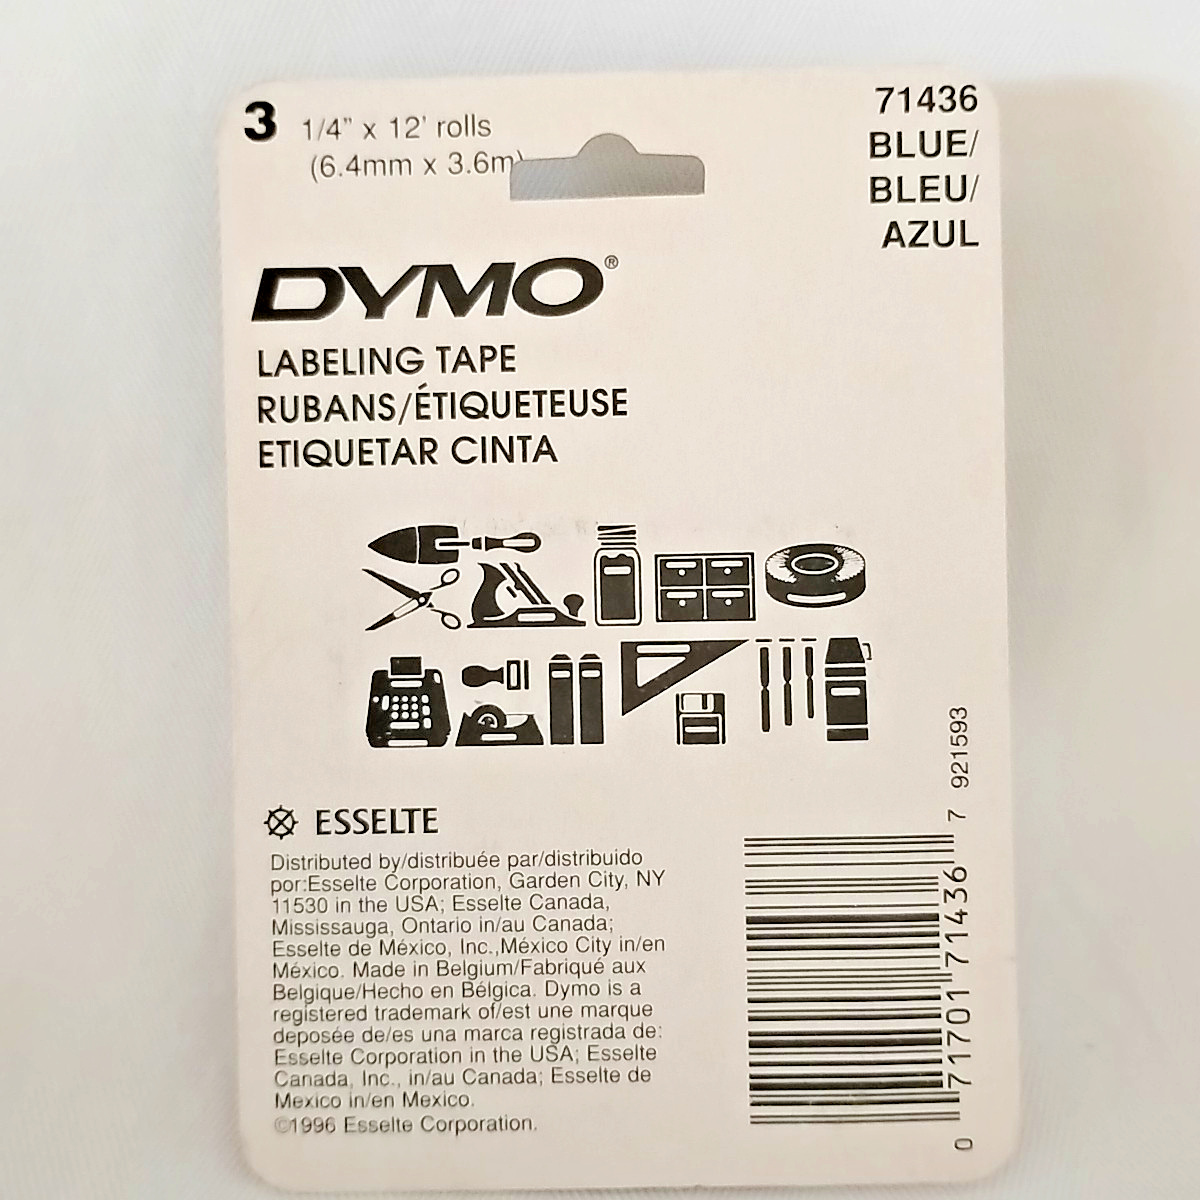 3 1/4" x 12' rolls
(6.4mm x 3.6m)
71436
BLUE/
BLEU/
AZUL
DYMO®
LABELING TAPE
RUBANS/ÉTIQUETEUSE
ETIQUETAR CINTA
ESSELTE
Distributed by/distribuée par/distribuido
por:Esselte Corporation, Garden City, NY
11530 in the USA; Esselte Canada,
Mississauga, Ontario in/au Canada;
Esselte de México, Inc.,México City in/en
México. Made in Belgium/Fabriqué aux
Belgique/Hecho en Bélgica. Dymo is a
registered trademark of/est une marque
deposée de/es una marca registrada de:
Esselte Corporation in the USA; Esselte
Canada, Inc., in/au Canada; Esselte de
Mexico in/en Mexico.
©1996 Esselte Corporation.
0 71701 71436 7
921593